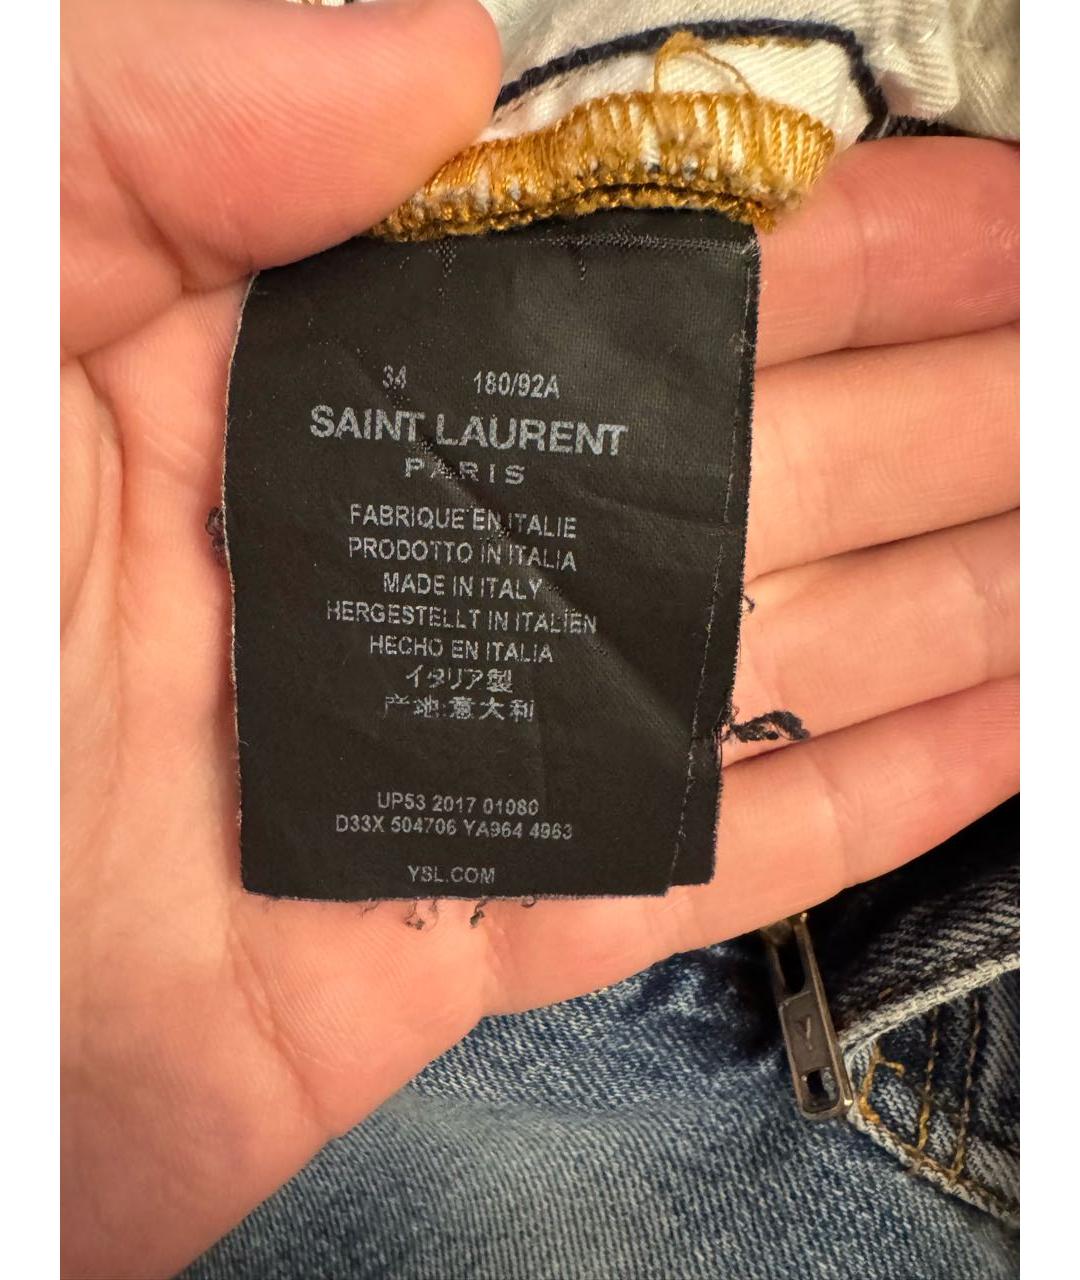 34 180/92A
SAINT LAURENT
PARIS
FABRIQUE EN ITALIE
PRODOTTO IN ITALIA
MADE IN ITALY
HERGESTELLT IN ITALIEN
HECHO EN ITALIA
イタリア製
产地:意大利
UP53 2017 01080
D33X 504706 YA964 4963
YSL.COM
Y